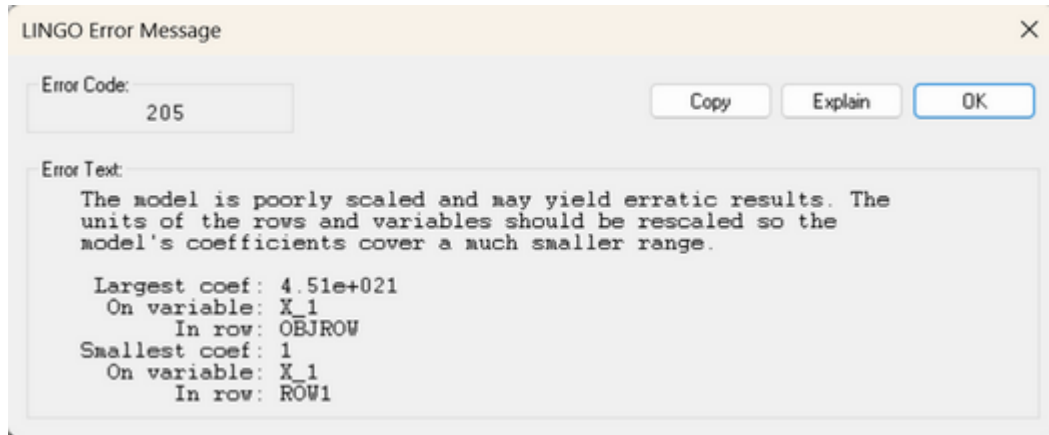 LINGO Error Message
Error Code:
205
Copy
Explain
OK
Error Text:
The model is poorly scaled and may yield erratic results. The
units of the rows and variables should be rescaled so the
model's coefficients cover a much smaller range.
Largest coef: 4.51e+021
On variable: X_1
In row: OBJROW
Smallest coef: 1
On variable: X_1
In row: ROW1